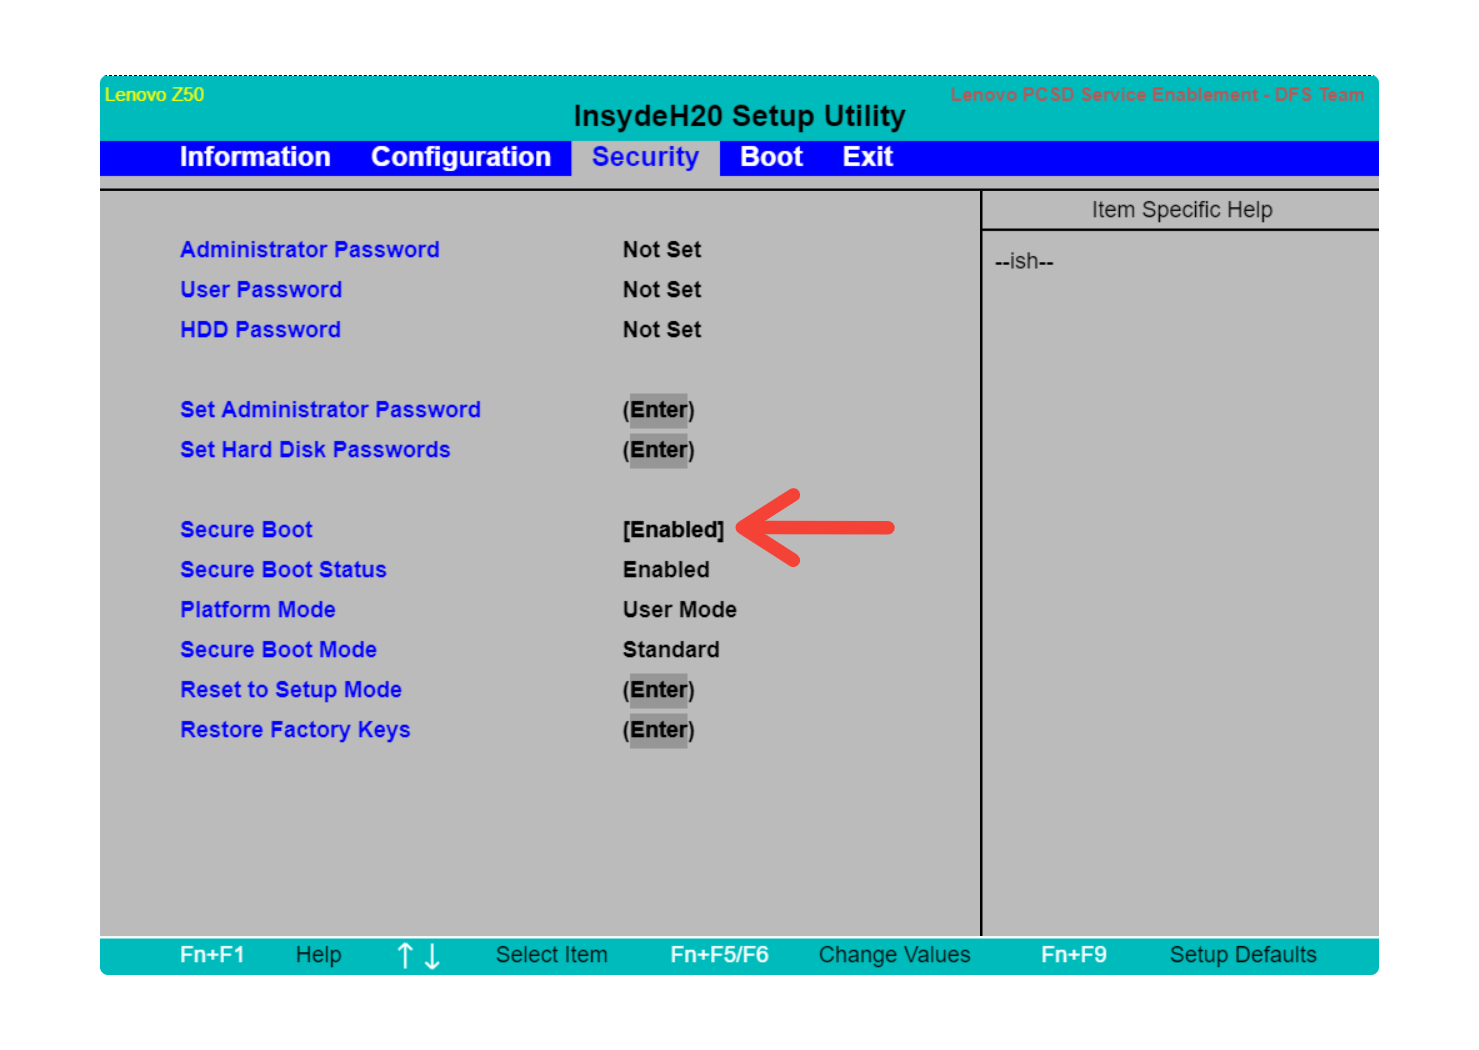 Lenovo Z50
Lenovo PCSD Service Enablement - DFS Team
InsydeH20 Setup Utility
Information Configuration Security Boot Exit
Item Specific Help
--ish--
Administrator Password Not Set
User Password Not Set
HDD Password Not Set
Set Administrator Password (Enter)
Set Hard Disk Passwords (Enter)
Secure Boot [Enabled]
Secure Boot Status Enabled
Platform Mode User Mode
Secure Boot Mode Standard
Reset to Setup Mode (Enter)
Restore Factory Keys (Enter)
Fn+F1 Help ↑↓ Select Item Fn+F5/F6 Change Values Fn+F9 Setup Defaults